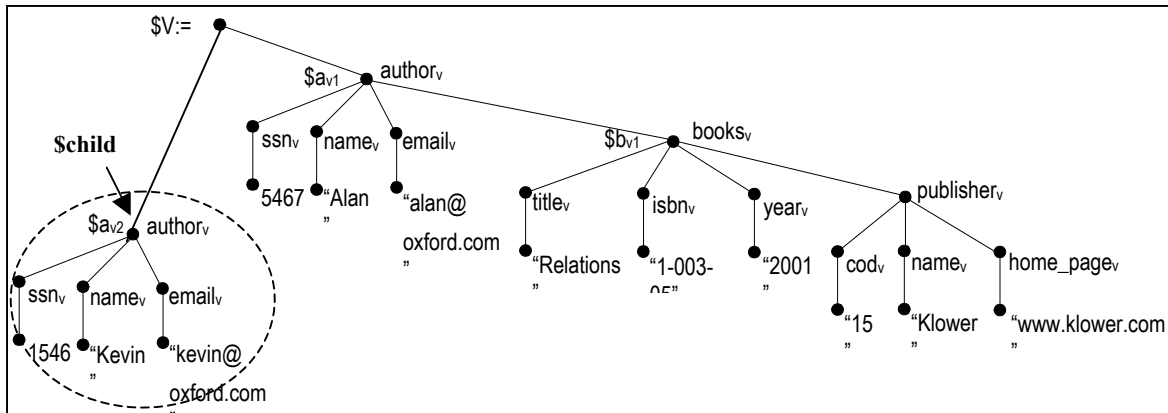 $V:=
$av1 authorv
ssnv namev emailv
5467 “Alan ” “alan@ oxford.com ”
$bv1 booksv
titlev isbnv yearv publisherv
“Relations ” “1-003- 05” “2001 ”
codv namev home_pagev
“15 ” “Klower ” “www.klower.com ”
$child
$av2 authorv
ssnv namev emailv
1546 “Kevin ” “kevin@ oxford.com ”